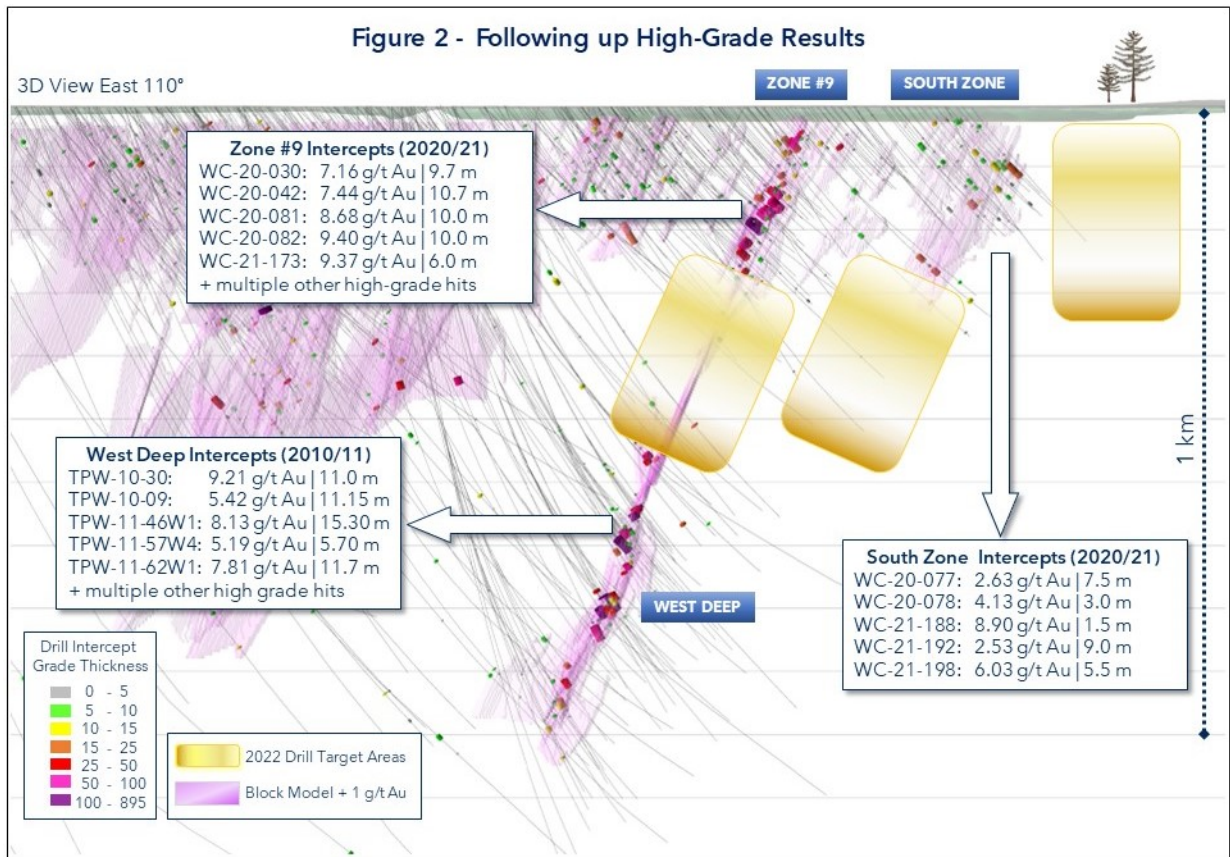 Figure 2 - Following up High-Grade Results
3D View East 110°
ZONE #9
SOUTH ZONE
Zone #9 Intercepts (2020/21)
WC-20-030: 7.16 g/t Au | 9.7 m
WC-20-042: 7.44 g/t Au | 10.7 m
WC-20-081: 8.68 g/t Au | 10.0 m
WC-20-082: 9.40 g/t Au | 10.0 m
WC-21-173: 9.37 g/t Au | 6.0 m
+ multiple other high-grade hits
1 km
West Deep Intercepts (2010/11)
TPW-10-30: 9.21 g/t Au | 11.0 m
TPW-10-09: 5.42 g/t Au | 11.15 m
TPW-11-46W1: 8.13 g/t Au | 15.30 m
TPW-11-57W4: 5.19 g/t Au | 5.70 m
TPW-11-62W1: 7.81 g/t Au | 11.7 m
+ multiple other high grade hits
South Zone Intercepts (2020/21)
WC-20-077: 2.63 g/t Au | 7.5 m
WC-20-078: 4.13 g/t Au | 3.0 m
WC-21-188: 8.90 g/t Au | 1.5 m
WC-21-192: 2.53 g/t Au | 9.0 m
WC-21-198: 6.03 g/t Au | 5.5 m
WEST DEEP
Drill Intercept
Grade Thickness
0 - 5
5 - 10
10 - 15
15 - 25
25 - 50
50 - 100
100 - 895
2022 Drill Target Areas
Block Model + 1 g/t Au